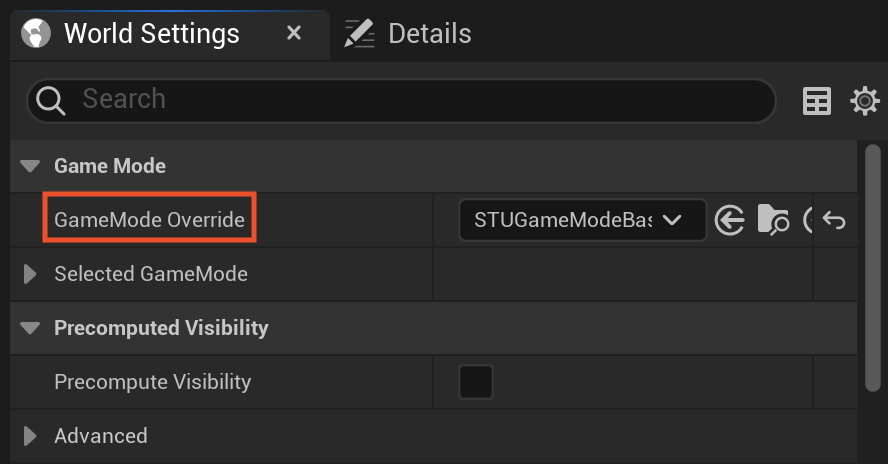 World Settings
Details
Search
Game Mode
GameMode Override
STUGameModeBas
Selected GameMode
Precomputed Visibility
Precompute Visibility
Advanced